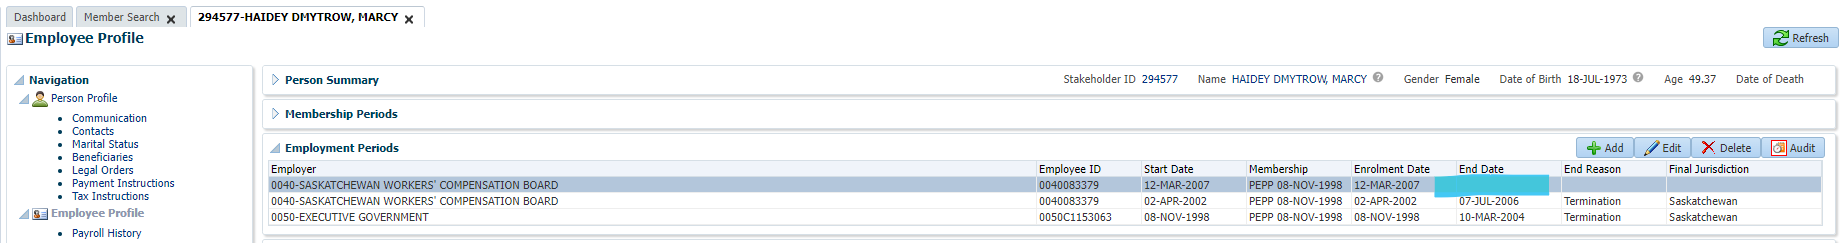 Dashboard Member Search 294577-HAIDEY DMYTROW, MARCY
Employee Profile
Refresh
Navigation
Person Profile
Communication
Contacts
Marital Status
Beneficiaries
Legal Orders
Payment Instructions
Tax Instructions
Employee Profile
Payroll History
Person Summary Stakeholder ID 294577 Name HAIDEY DMYTROW, MARCY Gender Female Date of Birth 18-JUL-1973 Age 49.37 Date of Death
Membership Periods
Employment Periods Add Edit Delete Audit
Employer Employee ID Start Date Membership Enrolment Date End Date End Reason Final Jurisdiction
0040-SASKATCHEWAN WORKERS' COMPENSATION BOARD 0040083379 12-MAR-2007 PEPP 08-NOV-1998 12-MAR-2007
0040-SASKATCHEWAN WORKERS' COMPENSATION BOARD 0040083379 02-APR-2002 PEPP 08-NOV-1998 02-APR-2002 07-JUL-2006 Termination Saskatchewan
0050-EXECUTIVE GOVERNMENT 0050C1153063 08-NOV-1998 PEPP 08-NOV-1998 08-NOV-1998 10-MAR-2004 Termination Saskatchewan